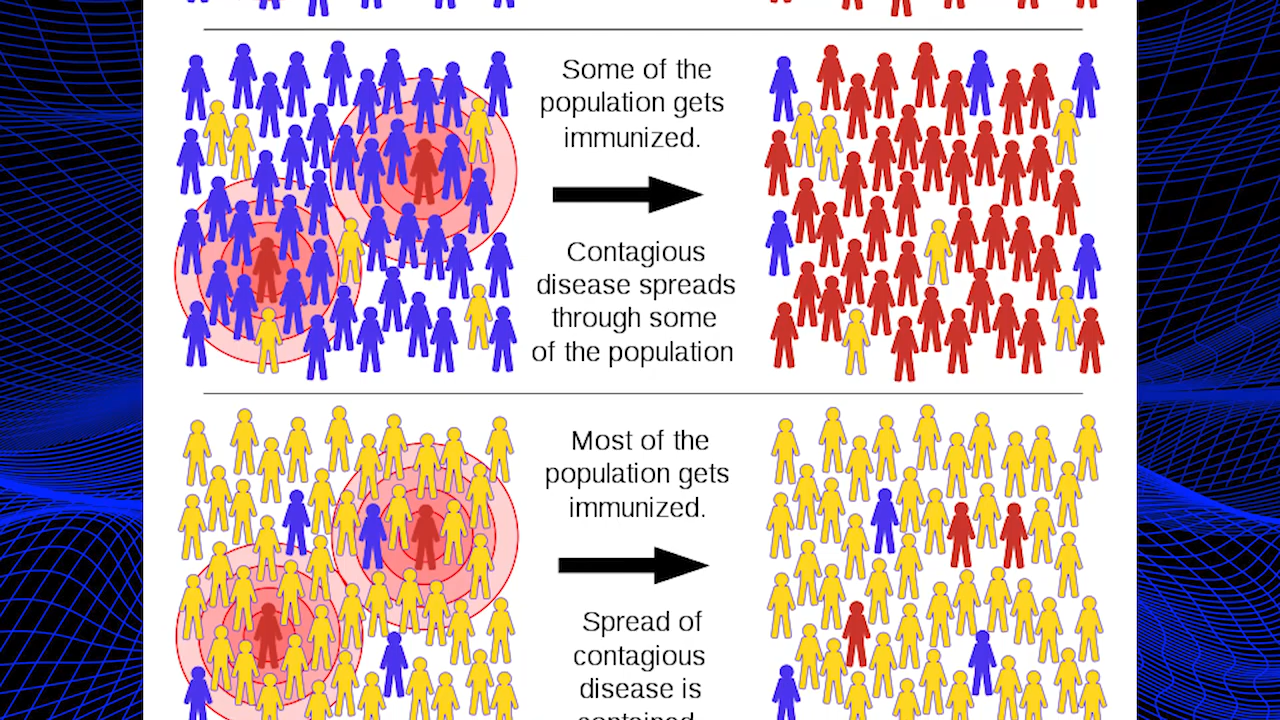 Some of the
population gets
immunized.
Contagious
disease spreads
through some
of the population
Most of the
population gets
immunized.
Spread of
contagious
disease is
contained.